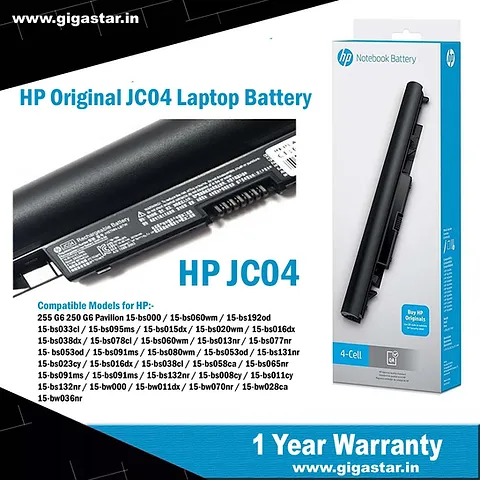 www.gigastar.in
HP Original JC04 Laptop Battery
hp Notebook Battery
Rechargeable Battery
HP JC04
Compatible Models for HP:-
255 G6 250 G6 Pavilion 15-bs000 / 15-bs060wm / 15-bs192od
15-bs033cl / 15-bs095ms / 15-bs015dx / 15-bs020wm / 15-bs016dx
15-bs038dx / 15-bs078cl / 15-bs060wm / 15-bs013nr / 15-bs077nr
15-bs053od / 15-bs091ms / 15-bs080wm / 15-bs053od / 15-bs131nr
15-bs023cy / 15-bs016dx / 15-bs038cl / 15-bs058ca / 15-bs065nr
15-bs091ms / 15-bs091ms / 15-bs132nr / 15-bs008cy / 15-bs011cy
15-bs132nr / 15-bw000 / 15-bw011dx / 15-bw070nr / 15-bw028ca
15-bw036nr
Buy HP
Originals
4-Cell
1 Year Warranty
www.gigastar.in